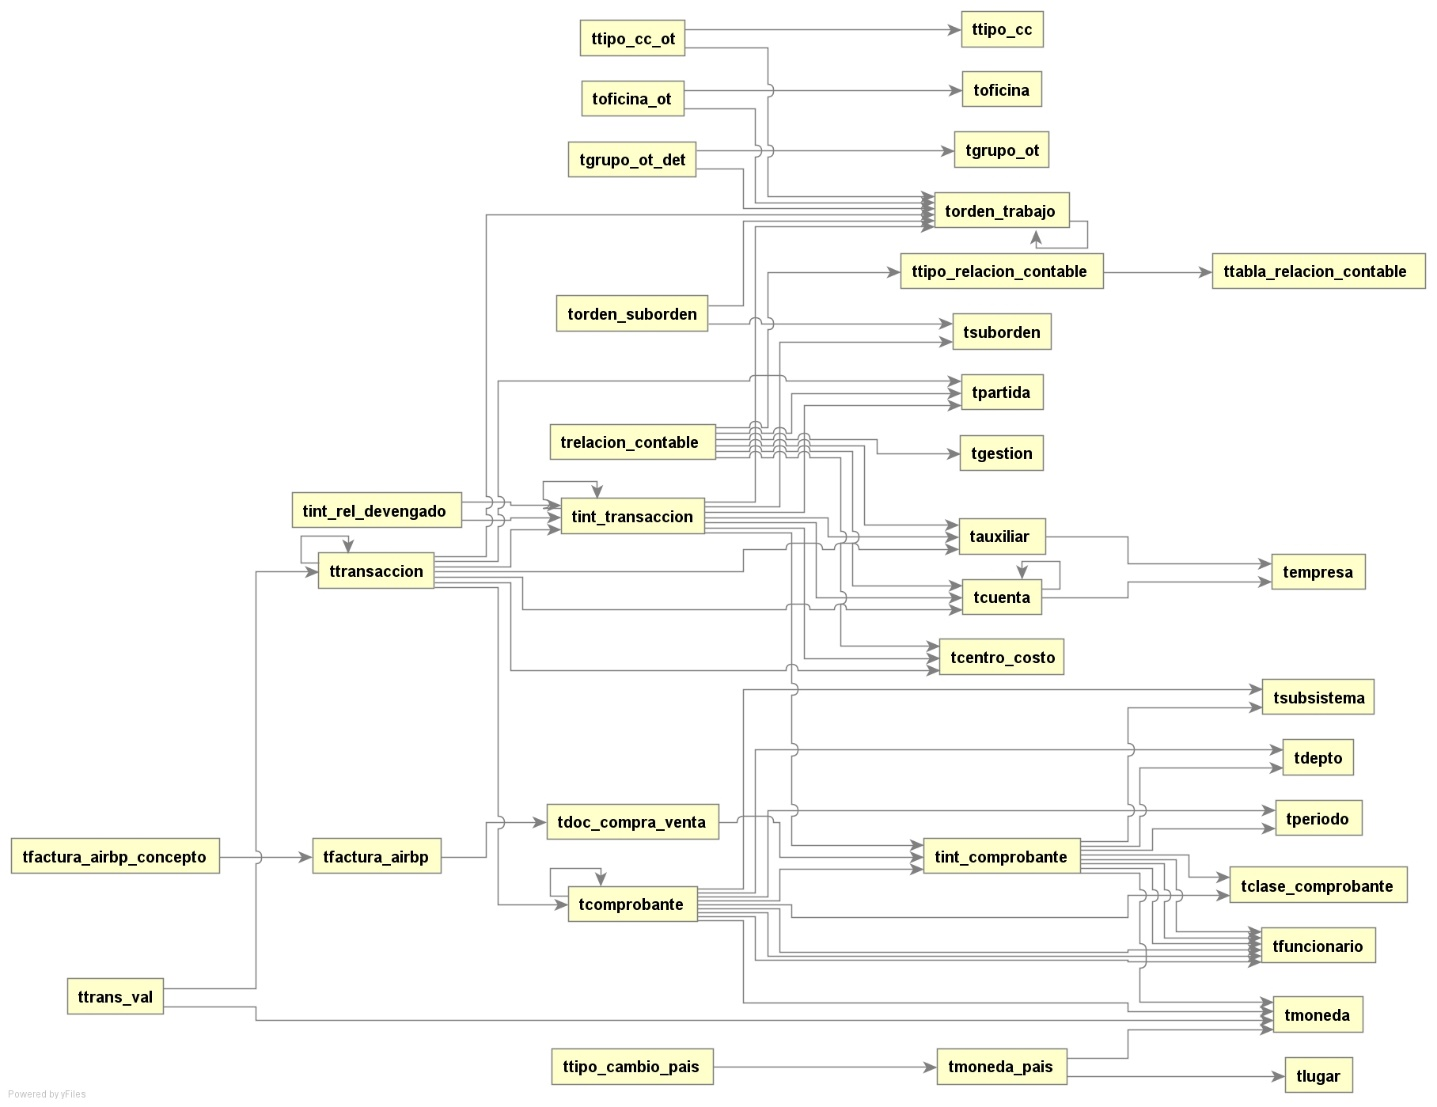 ttipo_cc_ot
ttipo_cc
toficina_ot
toficina
tgrupo_ot_det
tgrupo_ot
torden_trabajo
ttipo_relacion_contable
ttabla_relacion_contable
torden_suborden
tsuborden
tpartida
trelacion_contable
tgestion
tint_rel_devengado
tint_transaccion
tauxiliar
ttransaccion
tempresa
tcuenta
tcentro_costo
tsubsistema
tdepto
tdoc_compra_venta
tperiodo
tfactura_airbp_concepto
tfactura_airbp
tint_comprobante
tclase_comprobante
tcomprobante
tfuncionario
ttrans_val
tmoneda
ttipo_cambio_pais
tmoneda_pais
tlugar
Powered by yFiles